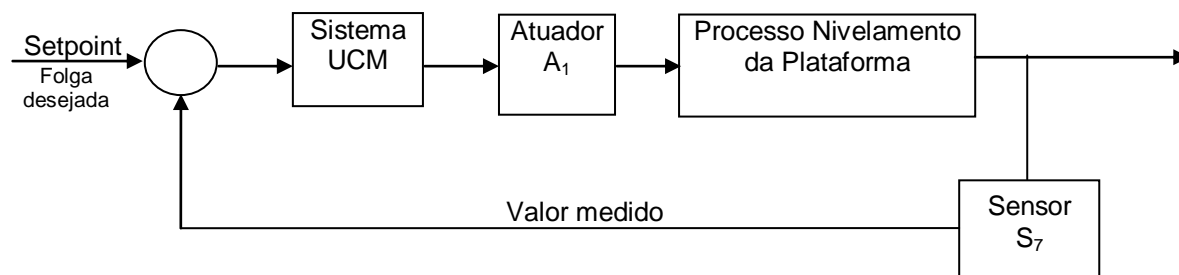 Setpoint
Folga
desejada
Sistema
UCM
Atuador
A₁
Processo Nivelamento
da Plataforma
Valor medido
Sensor
S₇